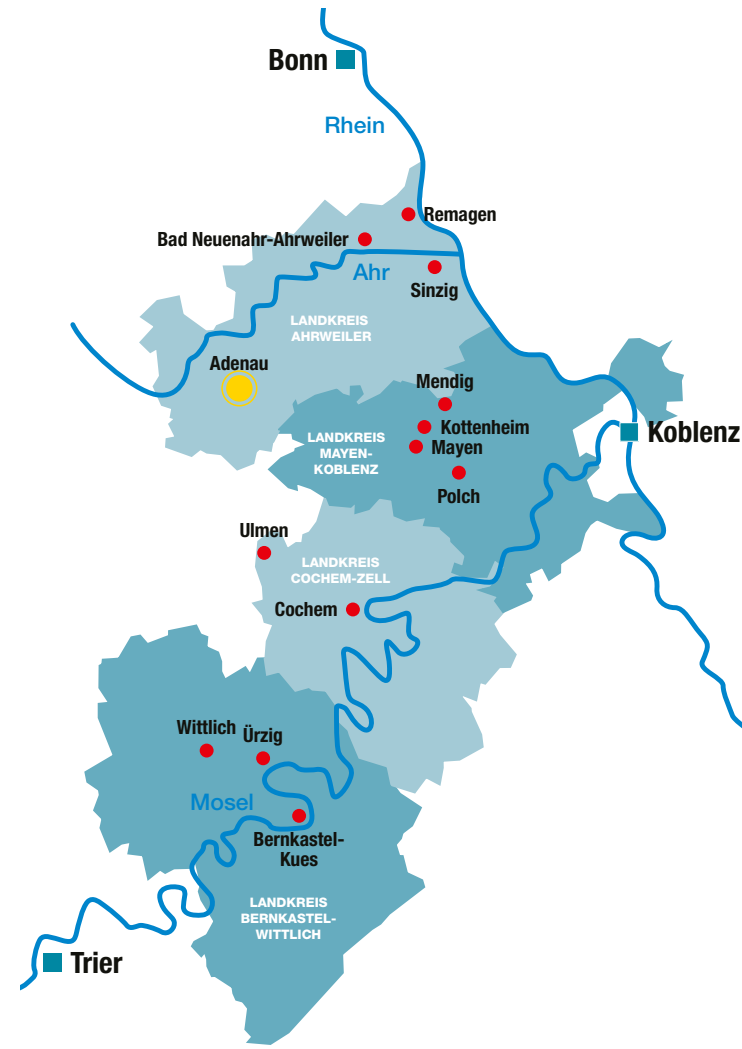 Bonn
Rhein
Remagen
Bad Neuenahr-Ahrweiler
Ahr
Sinzig
LANDKREIS
AHRWEILER
Adenau
Mendig
Kottenheim
Koblenz
LANDKREIS
MAYEN-
KOBLENZ
Mayen
Polch
Ulmen
LANDKREIS
COCHEM-ZELL
Cochem
Wittlich
Ürzig
Mosel
Bernkastel-
Kues
LANDKREIS
BERNKASTEL-
WITTLICH
Trier